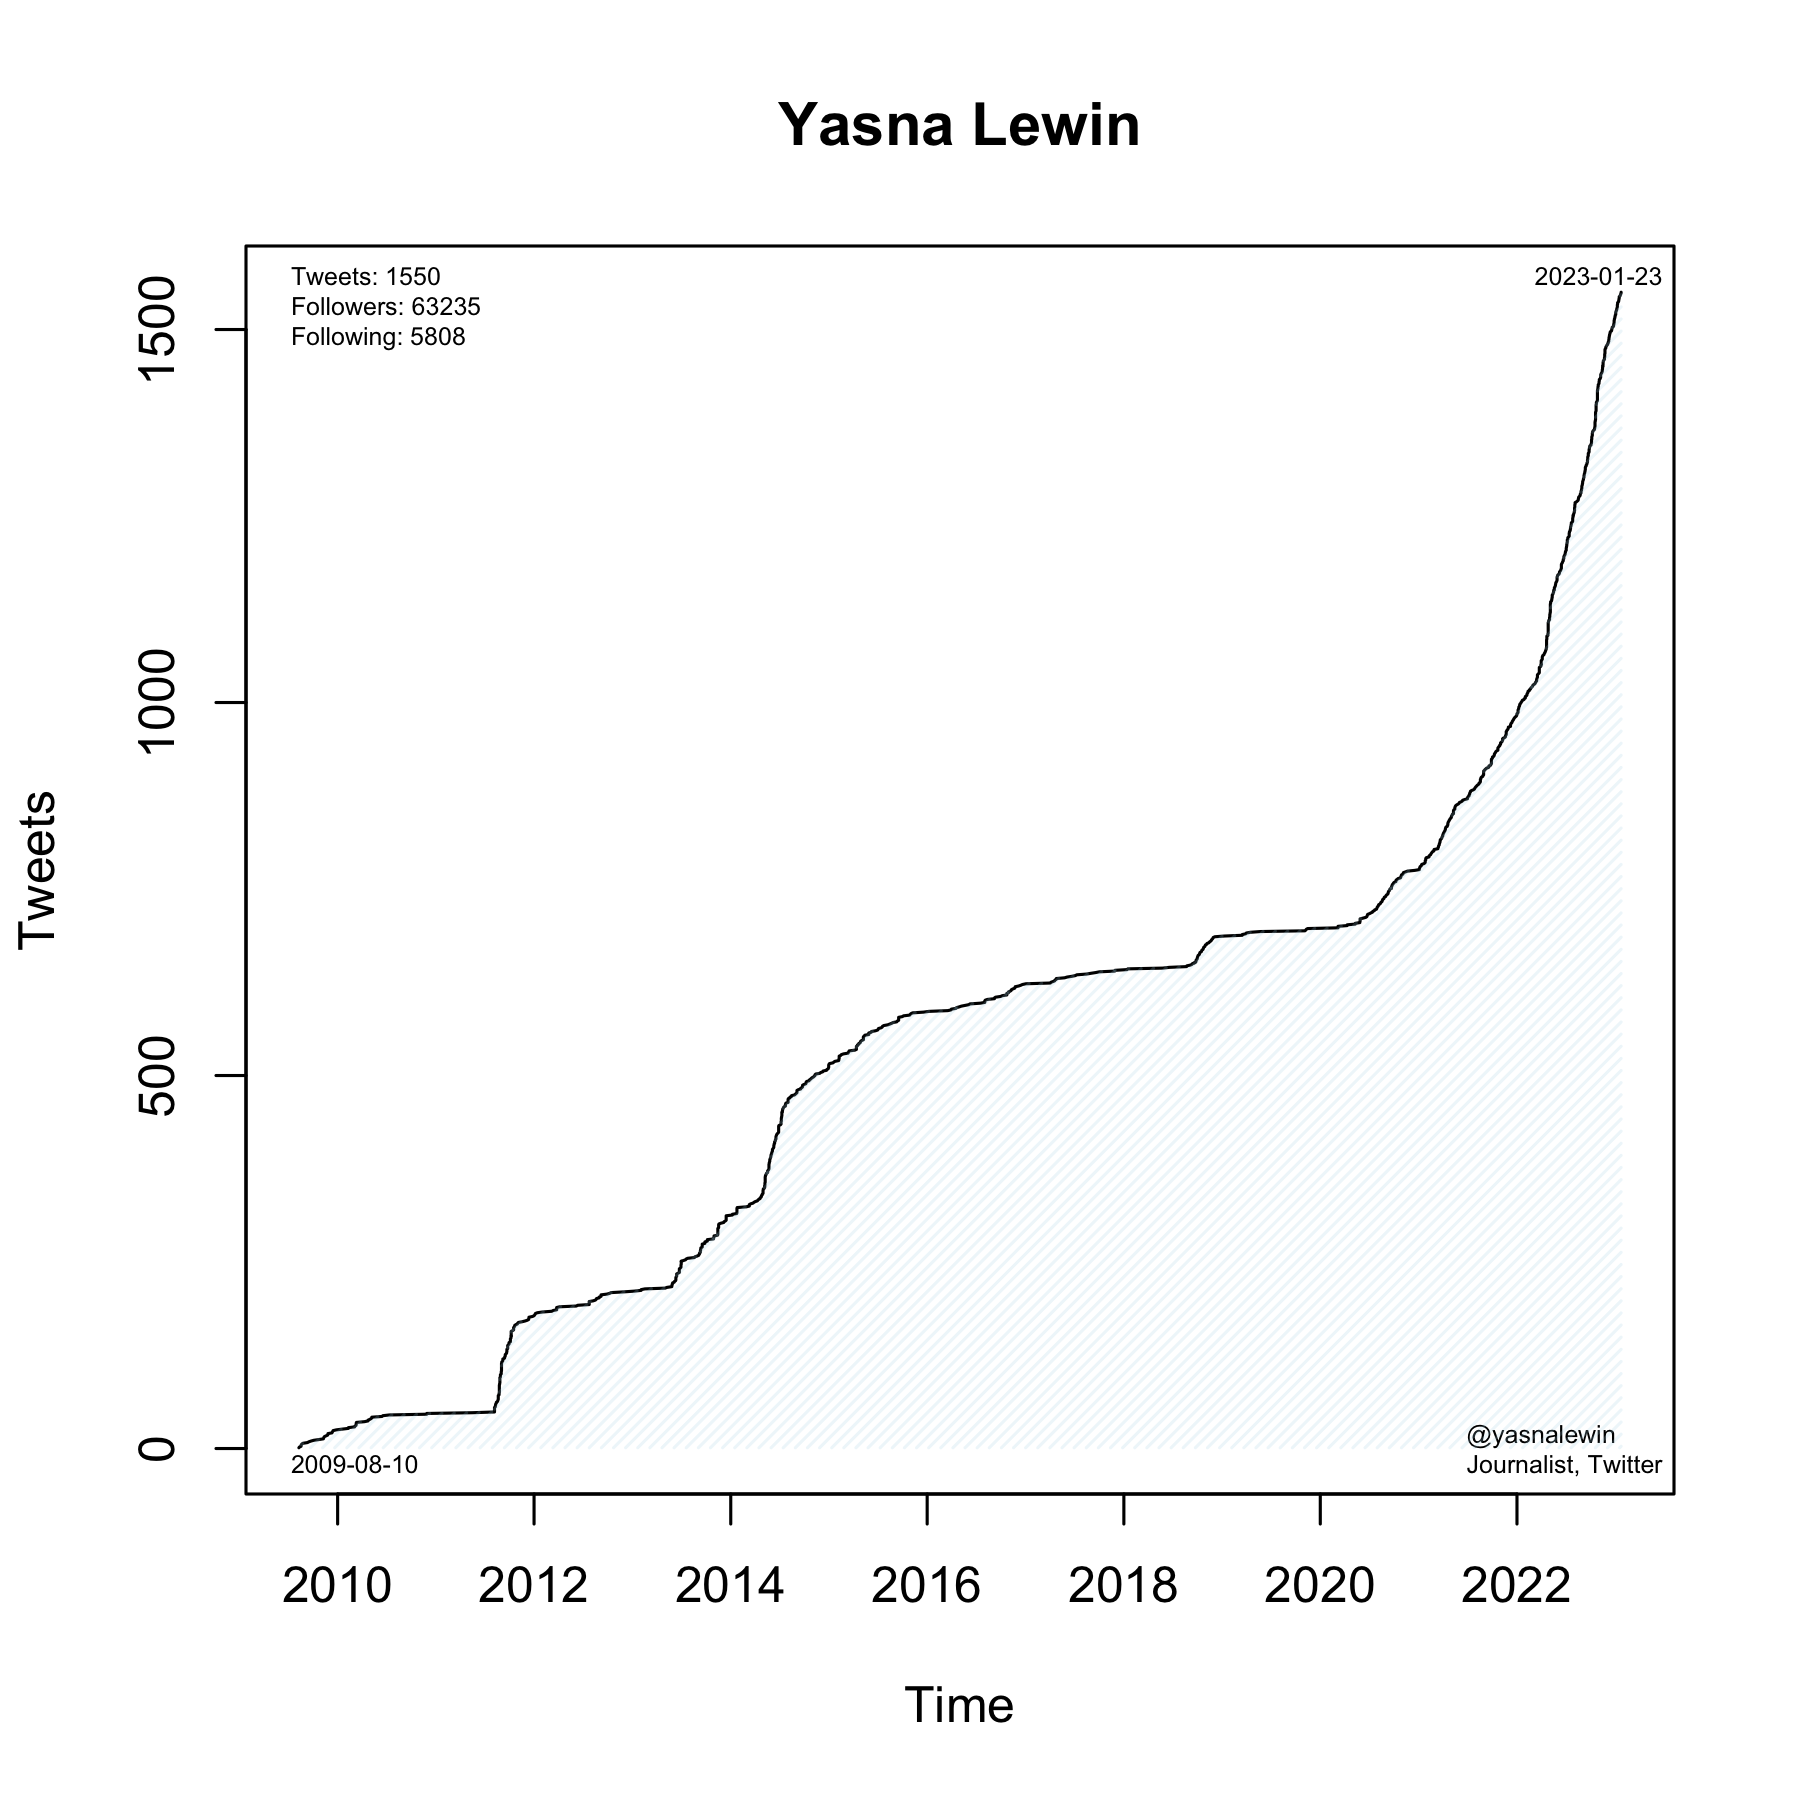 Yasna Lewin
Tweets: 1550
Followers: 63235
Following: 5808
2023-01-23
1500
1000
500
0
Tweets
@yasnalewin
Journalist, Twitter
2009-08-10
2010 2012 2014 2016 2018 2020 2022
Time